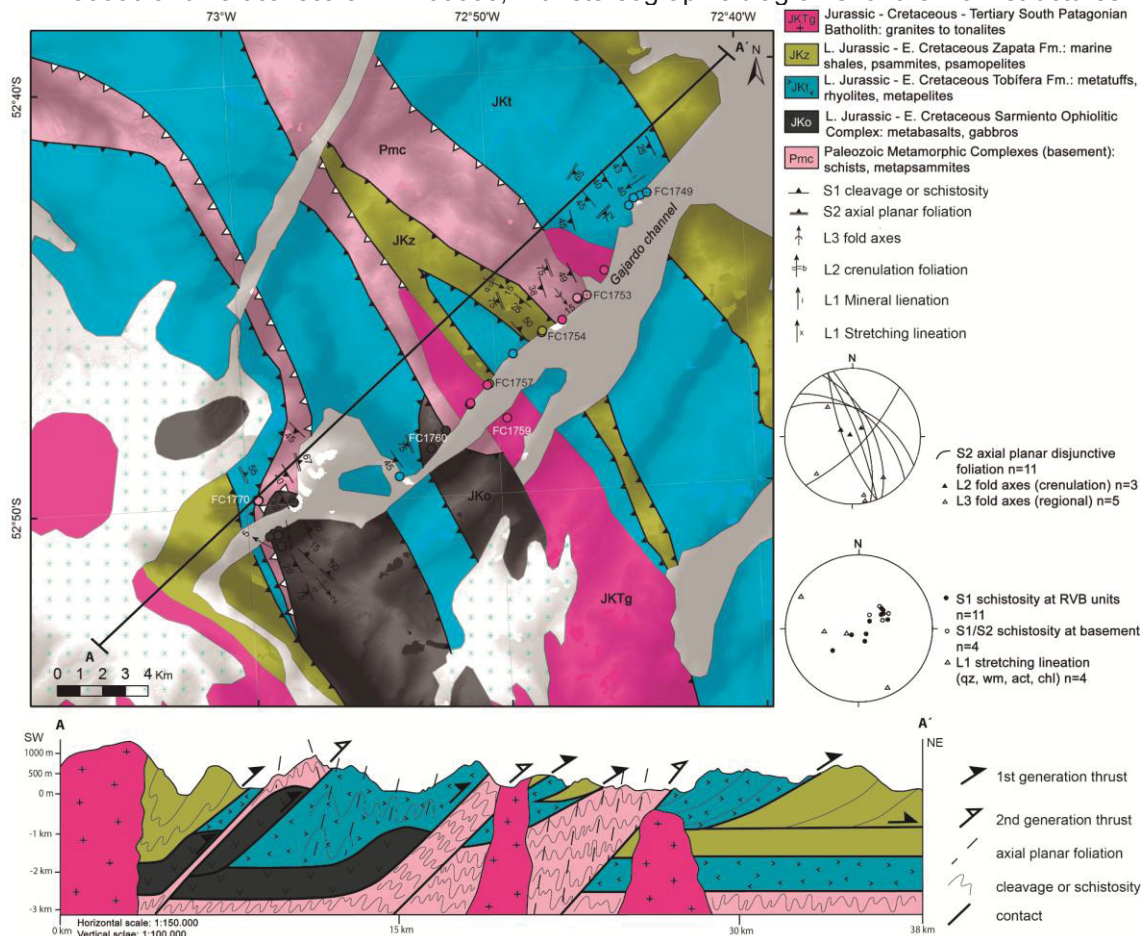 73°W
72°50'W
72°40'W
52°40'S
52°50'S
A´ N
JKt
Pmc
JKz
JKo
JKTg
Gajardo channel
FC1749
FC1753
FC1754
FC1757
FC1759
FC1760
FC1770
A
0 1 2 3 4 Km
JKTg
Jurassic - Cretaceous - Tertiary South Patagonian
Batholith: granites to tonalites
JKz
L. Jurassic - E. Cretaceous Zapata Fm.: marine
shales, psammites, psamopelites
JKt
L. Jurassic - E. Cretaceous Tobífera Fm.: metatuffs,
rhyolites, metapelites
JKo
L. Jurassic - E. Cretaceous Sarmiento Ophiolitic
Complex: metabasalts, gabbros
Pmc
Paleozoic Metamorphic Complexes (basement):
schists, metapsammites
S1 cleavage or schistosity
S2 axial planar foliation
L3 fold axes
L2 crenulation foliation
L1 Mineral lienation
L1 Stretching lineation
N
S2 axial planar disjunctive
foliation n=11
L2 fold axes (crenulation) n=3
L3 fold axes (regional) n=5
N
S1 schistosity at RVB units
n=11
S1/S2 schistosity at basement
n=4
L1 stretching lineation
(qz, wm, act, chl) n=4
A
SW
A´
NE
1000 m
500 m
0 m
-1 km
-2 km
-3 km
Horizontal scale: 1:150.000
Vertical sclae: 1:100.000
0 km
15 km
30 km
38 km
1st generation thrust
2nd generation thrust
axial planar foliation
cleavage or schistosity
contact